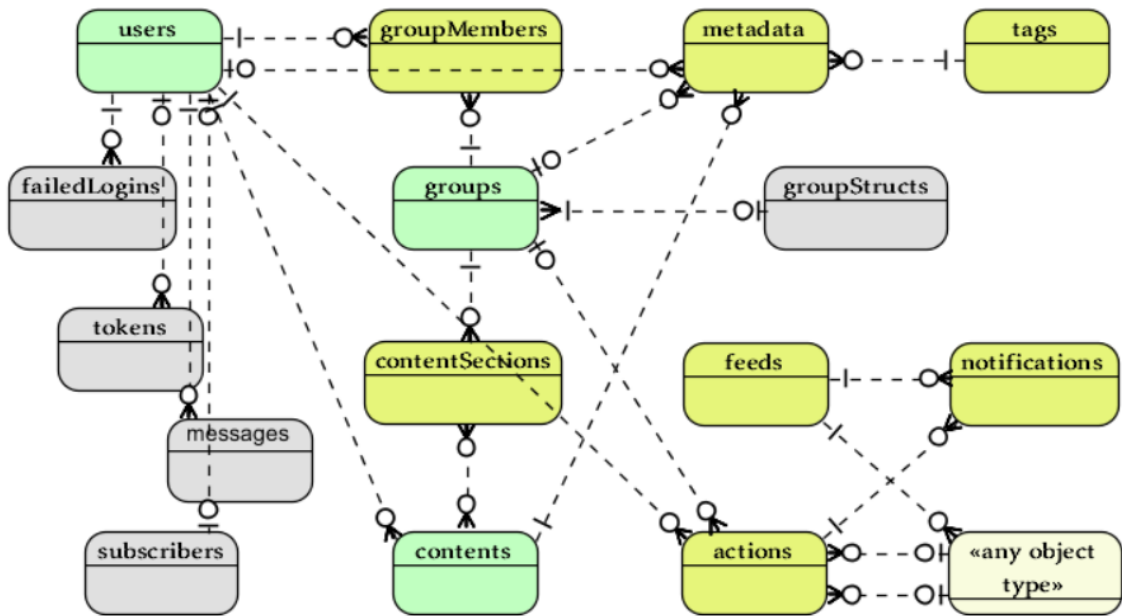 users
groupMembers
metadata
tags
failedLogins
groups
groupStructs
tokens
contentSections
feeds
notifications
messages
subscribers
contents
actions
«any object
type»